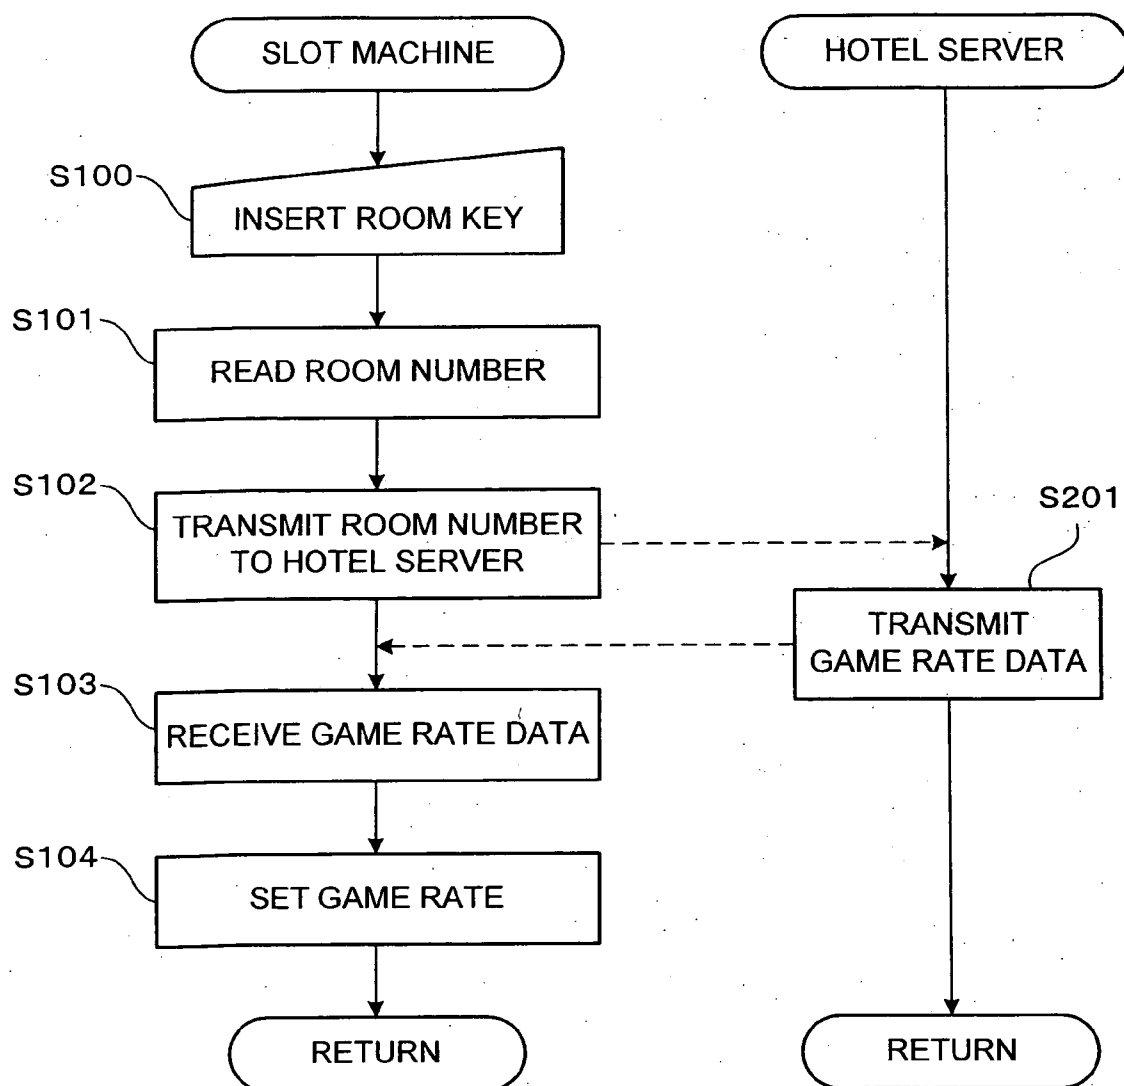 SLOT MACHINE
HOTEL SERVER
S100
INSERT ROOM KEY
S101
READ ROOM NUMBER
S102
TRANSMIT ROOM NUMBER
TO HOTEL SERVER
S201
TRANSMIT
GAME RATE DATA
S103
RECEIVE GAME RATE DATA
S104
SET GAME RATE
RETURN
RETURN